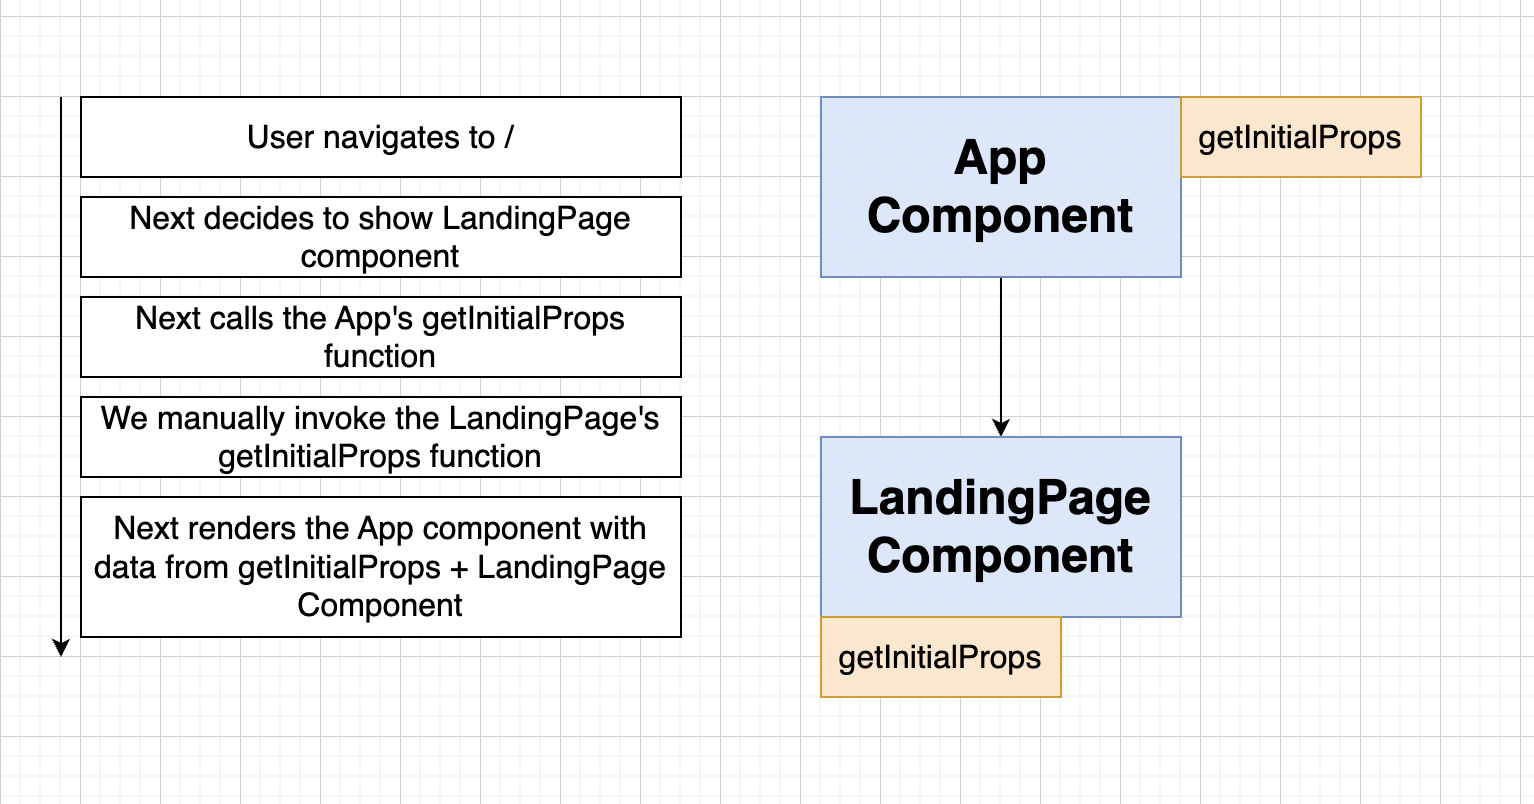 User navigates to /
Next decides to show LandingPage
component
Next calls the App's getInitialProps
function
We manually invoke the LandingPage's
getInitialProps function
Next renders the App component with
data from getInitialProps + LandingPage
Component
App
Component
getInitialProps
LandingPage
Component
getInitialProps